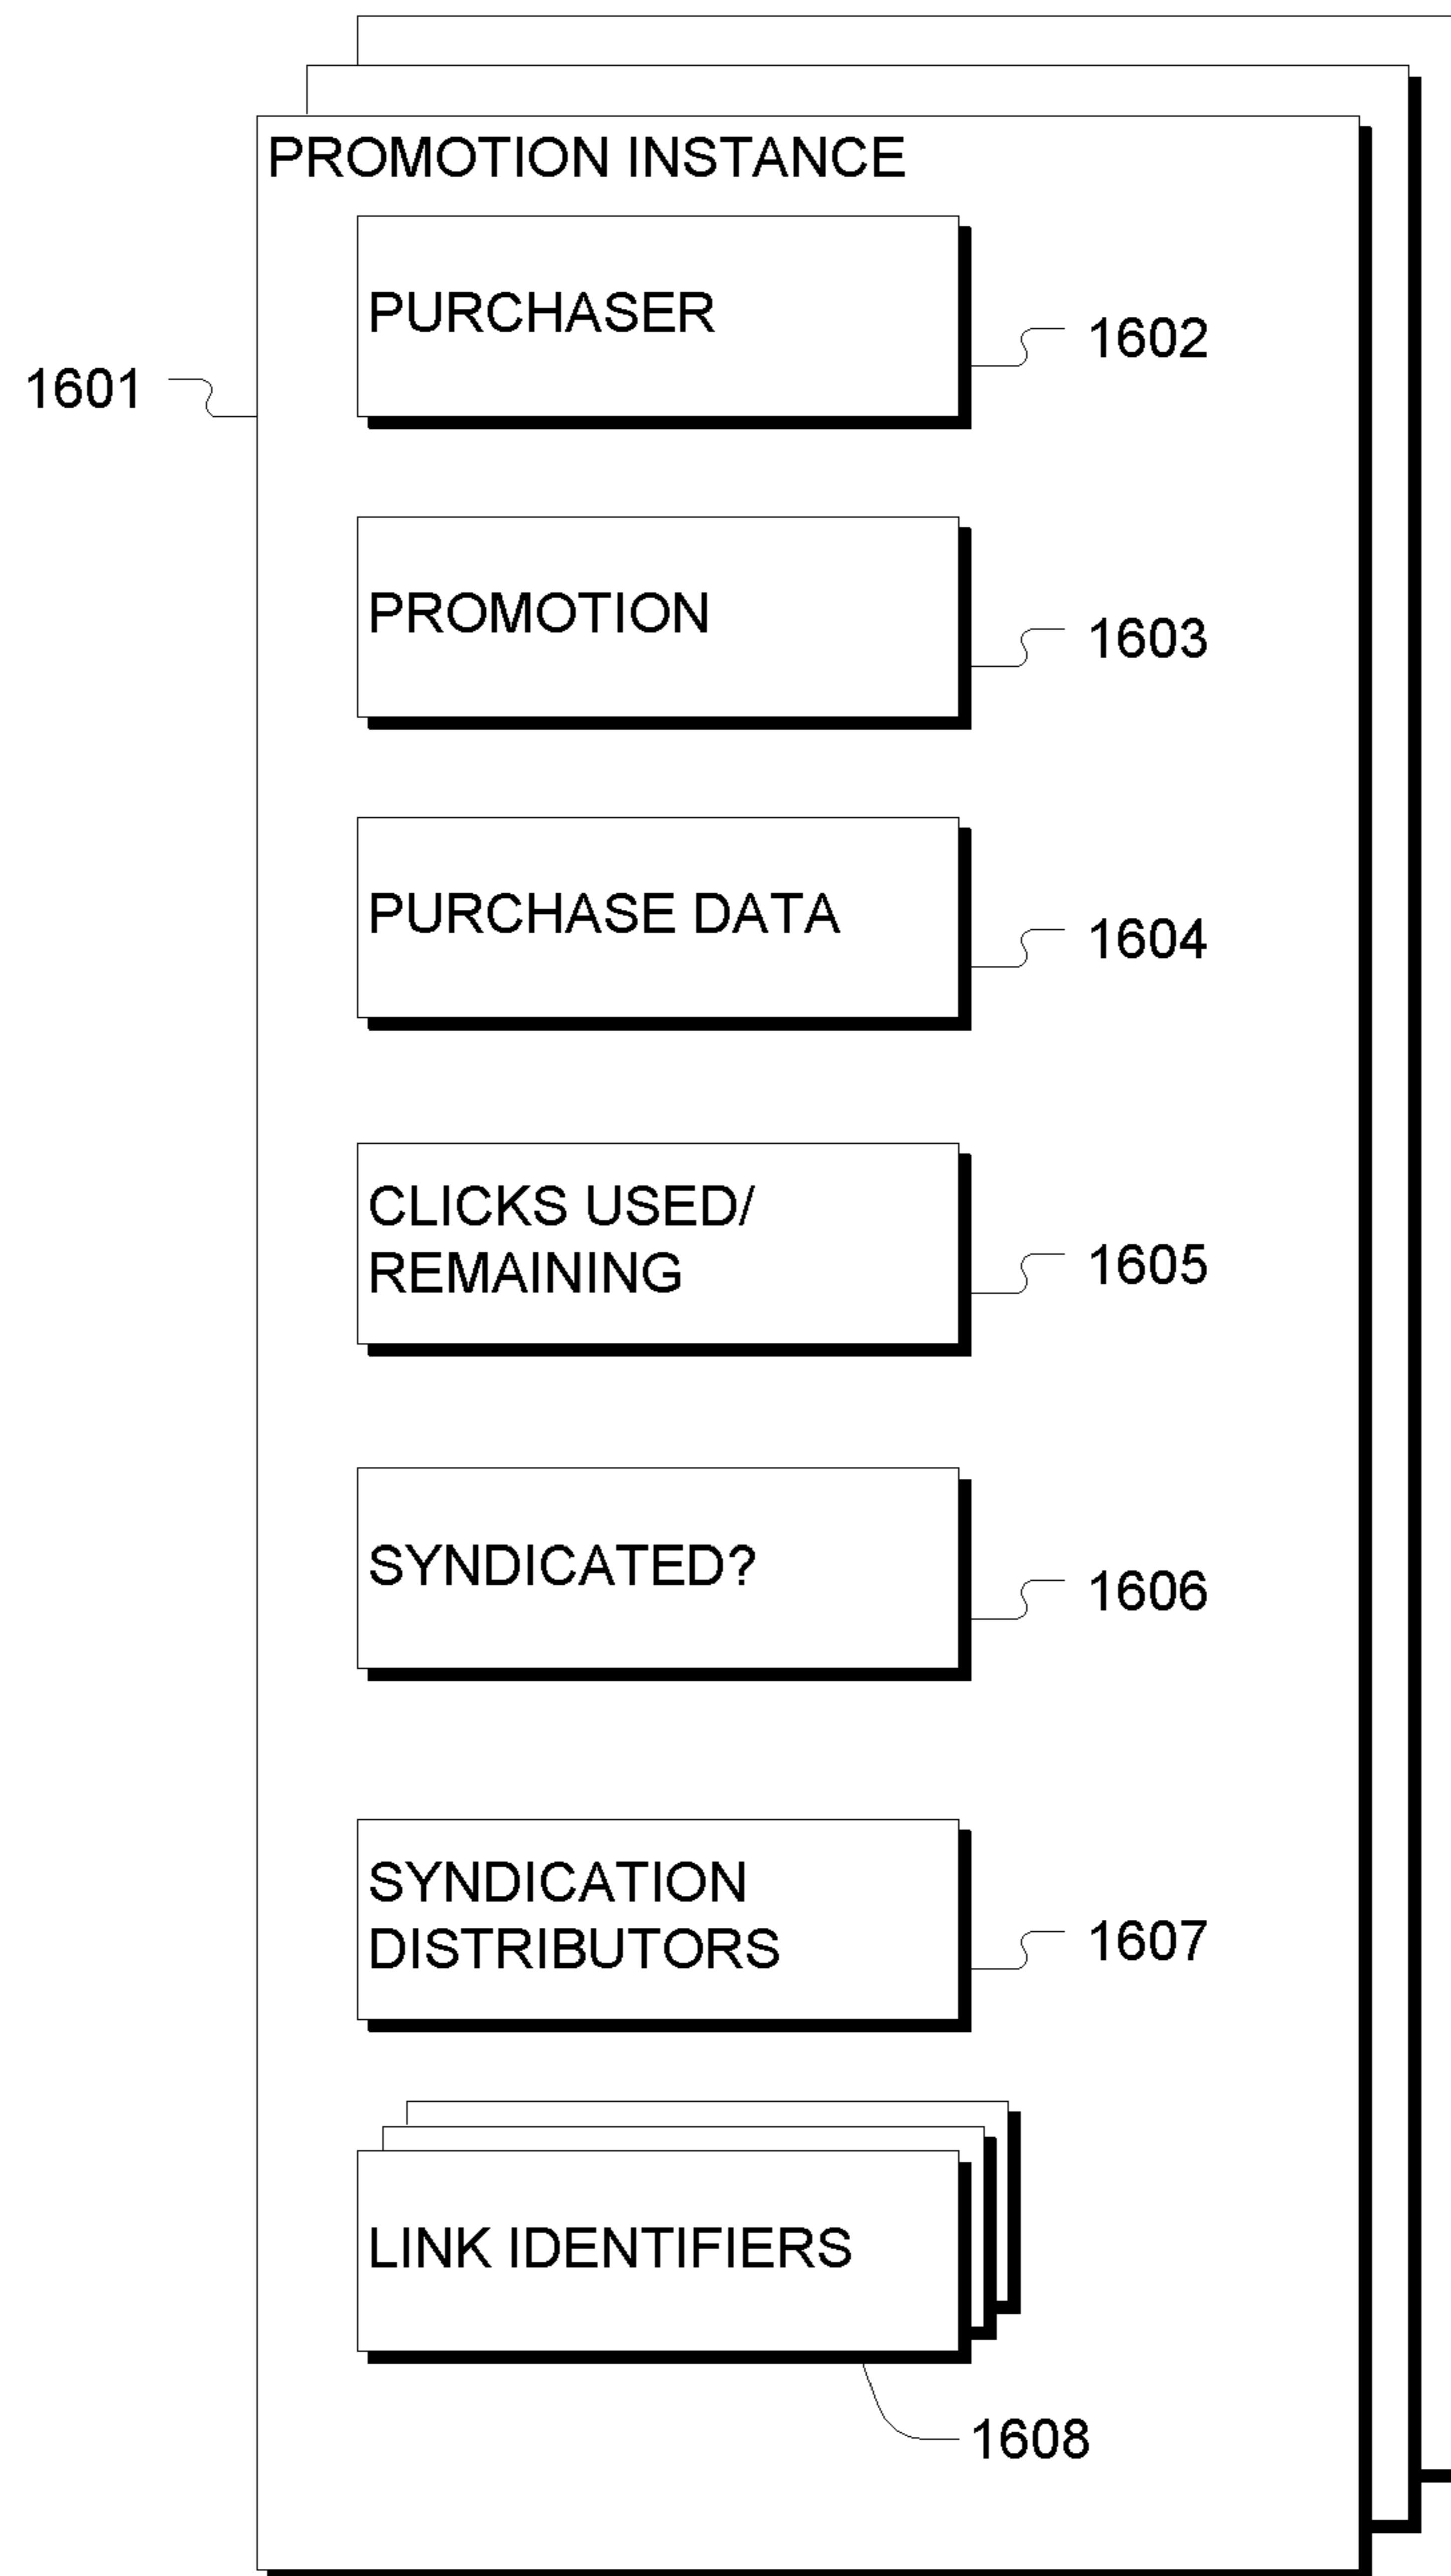 PROMOTION INSTANCE
PURCHASER
1602
1601
PROMOTION
1603
PURCHASE DATA
1604
CLICKS USED/
REMAINING
1605
SYNDICATED?
1606
SYNDICATION
DISTRIBUTORS
1607
LINK IDENTIFIERS
1608